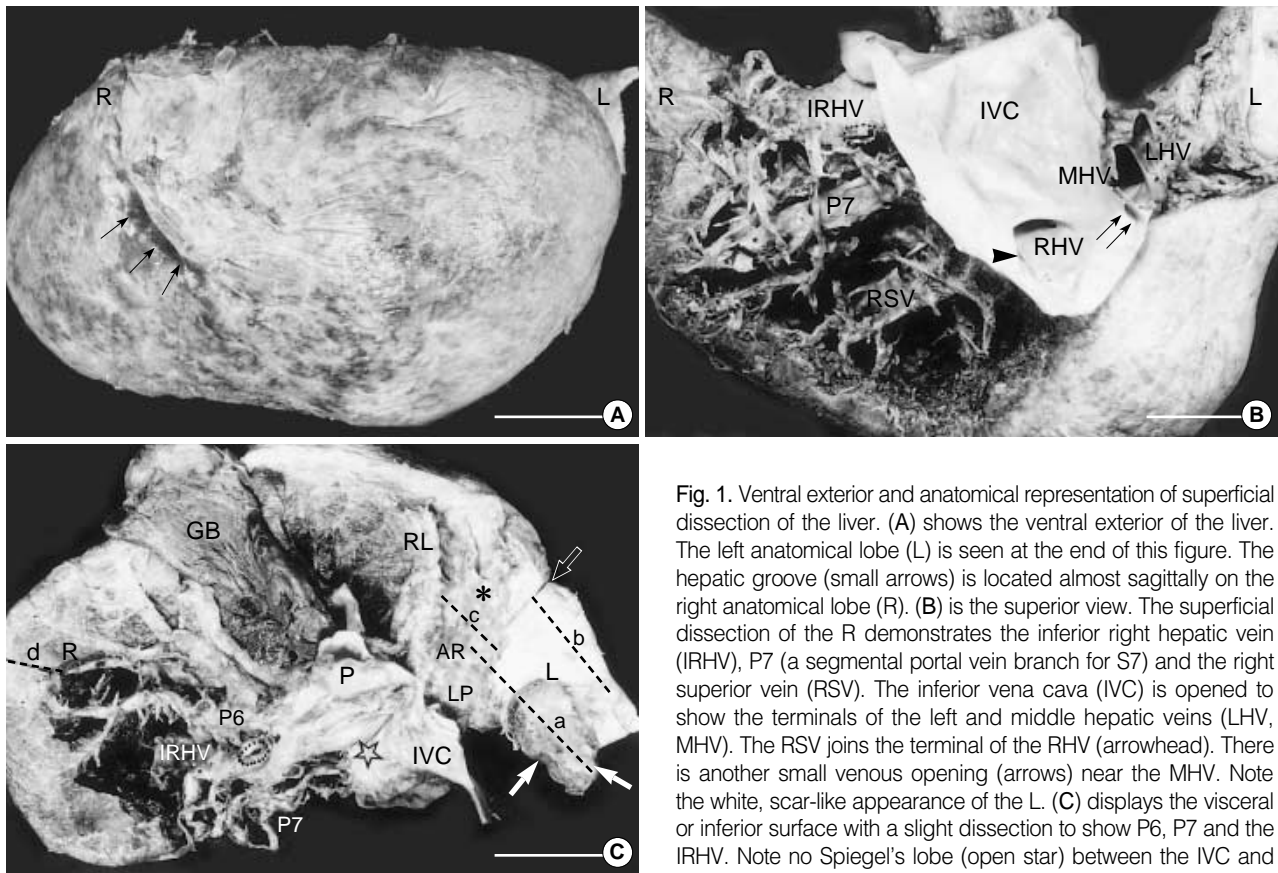 R
L
A
R
IRHV
IVC
L
LHV
MHV
P7
RHV
RSV
B
GB
RL
*
c
b
d
R
AR
L
P
LP
a
P6
IRHV
IVC
P7
C
Fig. 1. Ventral exterior and anatomical representation of superficial
dissection of the liver. (A) shows the ventral exterior of the liver.
The left anatomical lobe (L) is seen at the end of this figure. The
hepatic groove (small arrows) is located almost sagittally on the
right anatomical lobe (R). (B) is the superior view. The superficial
dissection of the R demonstrates the inferior right hepatic vein
(IRHV), P7 (a segmental portal vein branch for S7) and the right
superior vein (RSV). The inferior vena cava (IVC) is opened to
show the terminals of the left and middle hepatic veins (LHV,
MHV). The RSV joins the terminal of the RHV (arrowhead). There
is another small venous opening (arrows) near the MHV. Note
the white, scar-like appearance of the L. (C) displays the visceral
or inferior surface with a slight dissection to show P6, P7 and the
IRHV. Note no Spiegel's lobe (open star) between the IVC and